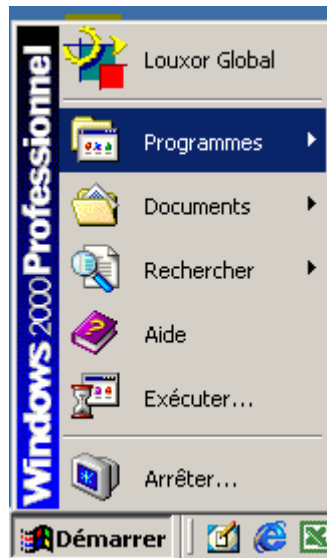 Windows 2000 Professionnel
Louxor Global
Programmes
Documents
Rechercher
Aide
Exécuter...
Arrêter...
Démarrer